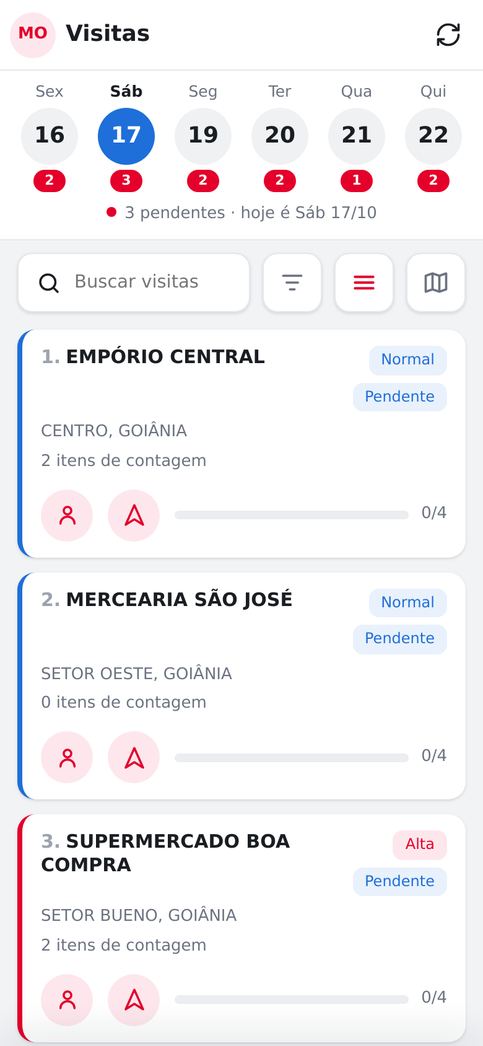 MO Visitas
Sex Sáb Seg Ter Qua Qui
16 17 19 20 21 22
2 3 2 2 1 2
3 pendentes · hoje é Sáb 17/10
Buscar visitas
1. EMPÓRIO CENTRAL
Normal
Pendente
CENTRO, GOIÂNIA
2 itens de contagem
0/4
2. MERCEARIA SÃO JOSÉ
Normal
Pendente
SETOR OESTE, GOIÂNIA
0 itens de contagem
0/4
3. SUPERMERCADO BOA
COMPRA
Alta
Pendente
SETOR BUENO, GOIÂNIA
2 itens de contagem
0/4